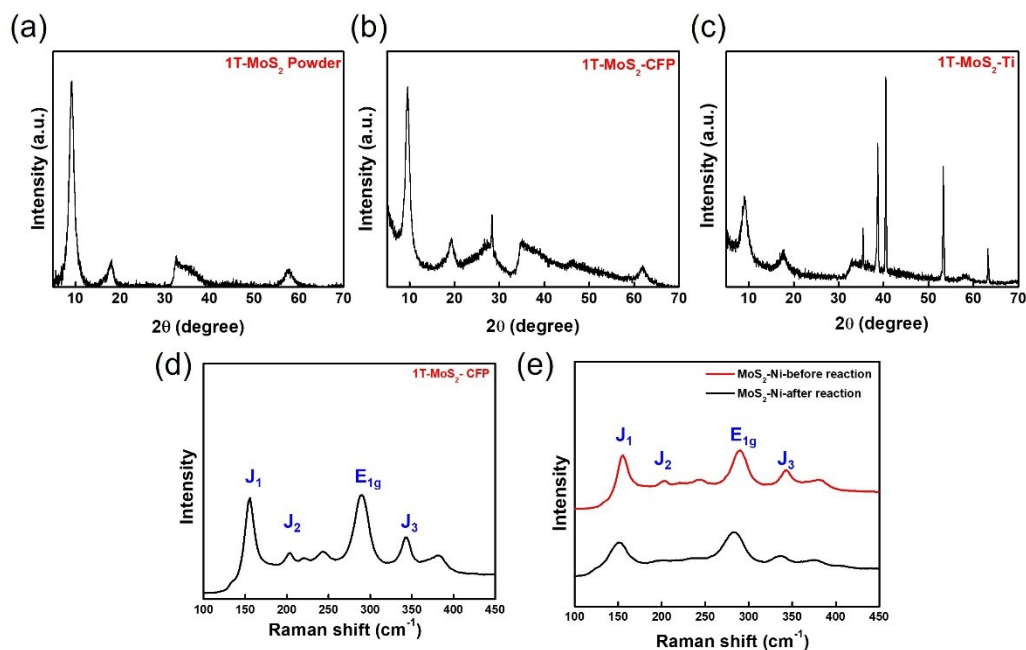 (a)
1T-MoS₂ Powder
Intensity (a.u.)
10 20 30 40 50 60 70
2θ (degree)
(b)
1T-MoS₂-CFP
Intensity (a.u.)
10 20 30 40 50 60 70
2θ (degree)
(c)
1T-MoS₂-Ti
Intensity (a.u.)
10 20 30 40 50 60 70
2θ (degree)
(d)
1T-MoS₂- CFP
J₁
J₂
E₁g
J₃
Intensity
100 150 200 250 300 350 400 450
Raman shift (cm⁻¹)
(e)
MoS₂-Ni-before reaction
MoS₂-Ni-after reaction
J₁
J₂
E₁g
J₃
Intensity
100 150 200 250 300 350 400 450
Raman shift (cm⁻¹)